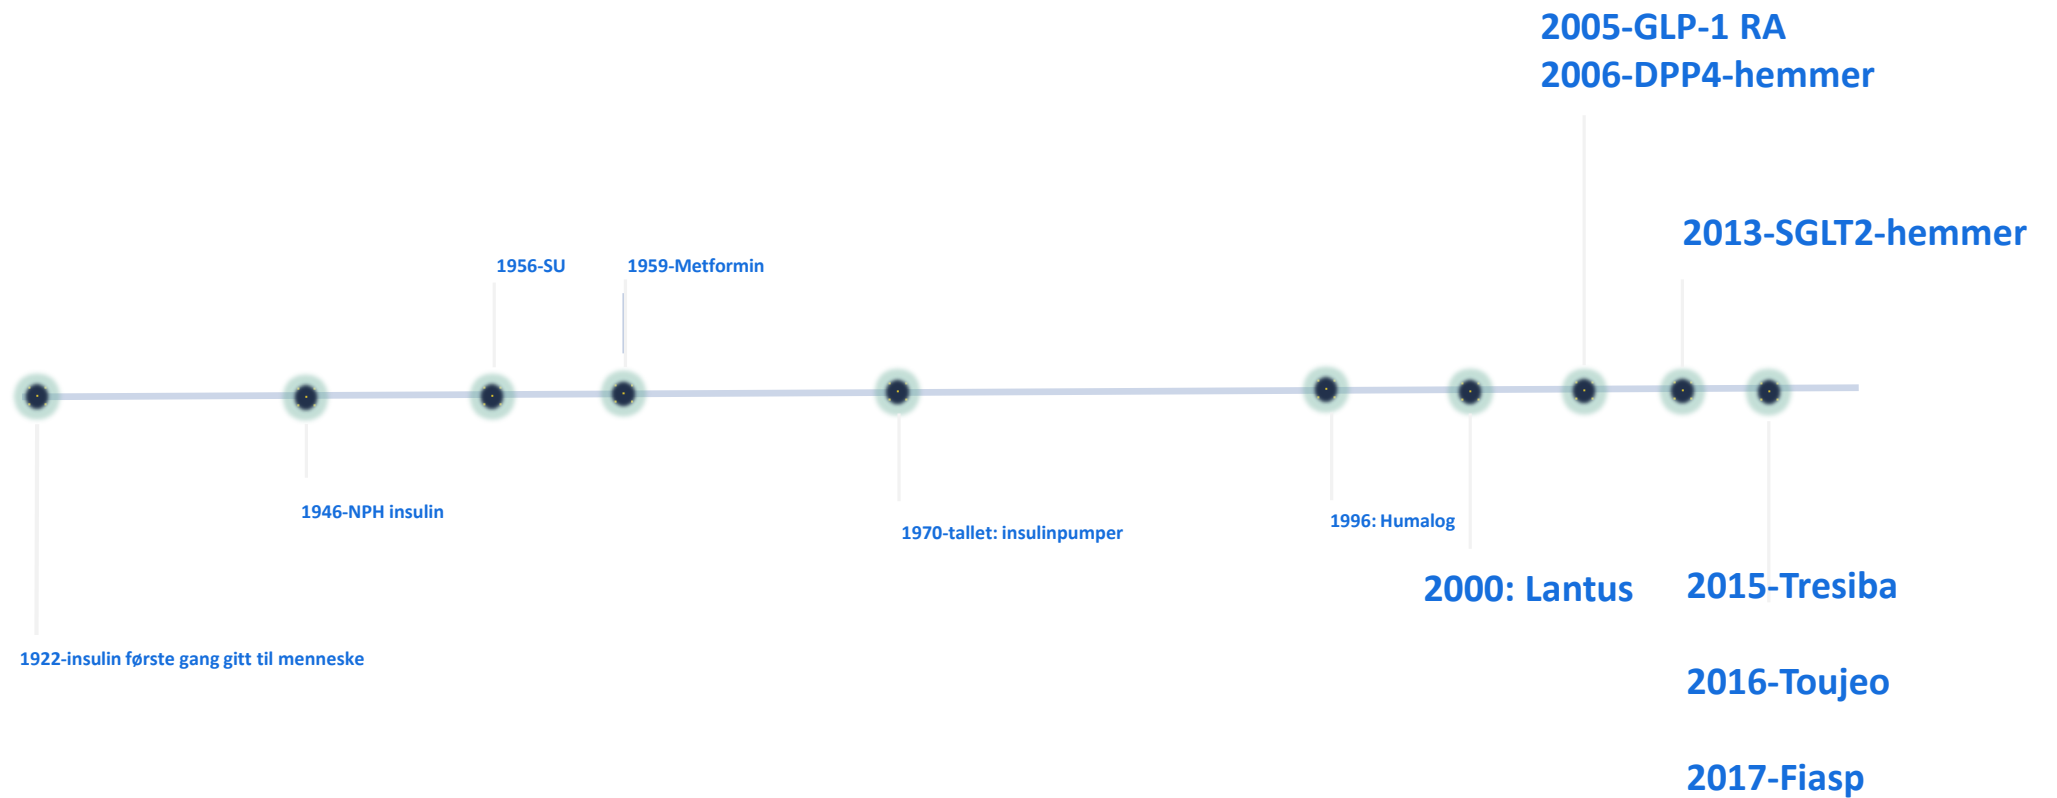 2005-GLP-1 RA
2006-DPP4-hemmer
2013-SGLT2-hemmer
1956-SU
1959-Metformin
1946-NPH insulin
1970-tallet: insulinpumper
1996: Humalog
2000: Lantus
2015-Tresiba
1922-insulin første gang gitt til menneske
2016-Toujeo
2017-Fiasp